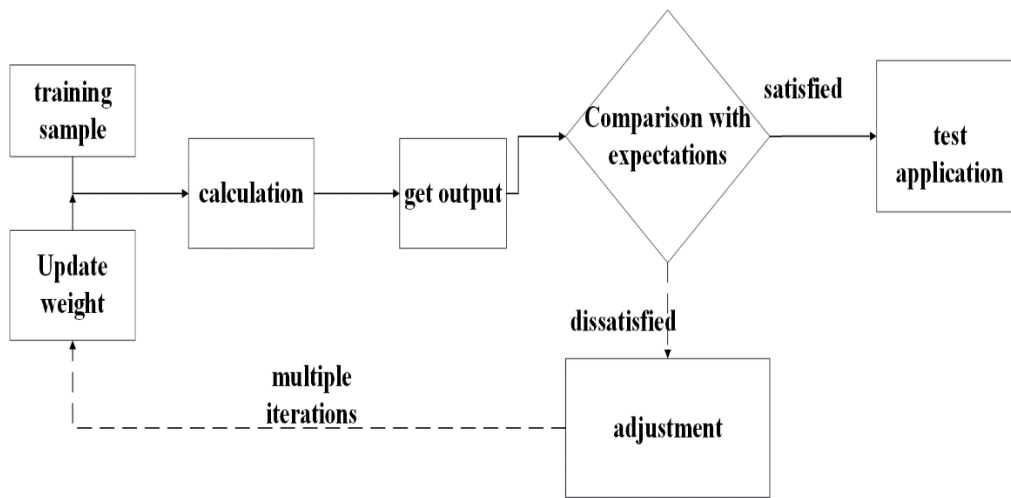 training
sample
Update
weight
calculation
get output
Comparison with
expectations
satisfied
test
application
dissatisfied
adjustment
multiple
iterations